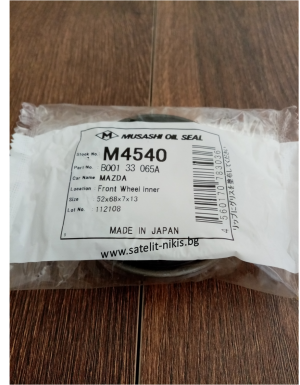 M MUSASHI OIL SEAL
Stock No. M4540
Part No. B001 33 065A
Car Name MAZDA
Location Front Wheel Inner
Size 52x68x7x13
Lot No. 112108
MADE IN JAPAN
www.satelit-nikis.bg